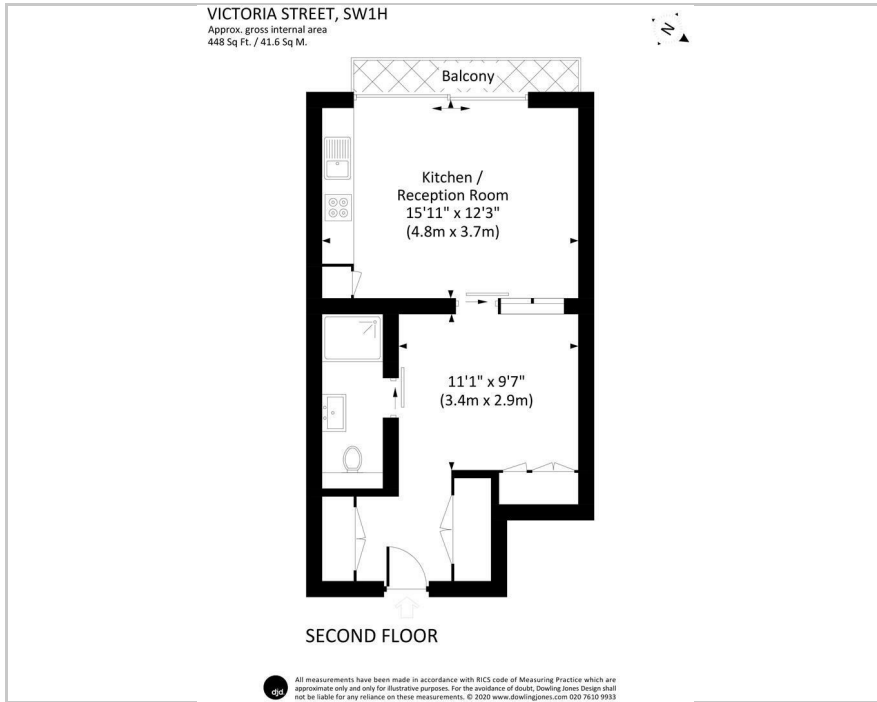 VICTORIA STREET, SW1H
Approx. gross internal area
448 Sq Ft. / 41.6 Sq M.
N
Balcony
Kitchen /
Reception Room
15'11" x 12'3"
(4.8m x 3.7m)
11'1" x 9'7"
(3.4m x 2.9m)
SECOND FLOOR
djd.
All measurements have been made in accordance with RICS code of Measuring Practice which are
approximate only and only for illustrative purposes. For the avoidance of doubt, Dowling Jones Design shall
not be liable for any reliance on these measurements. © 2020 www.dowlingjones.com 020 7610 9933